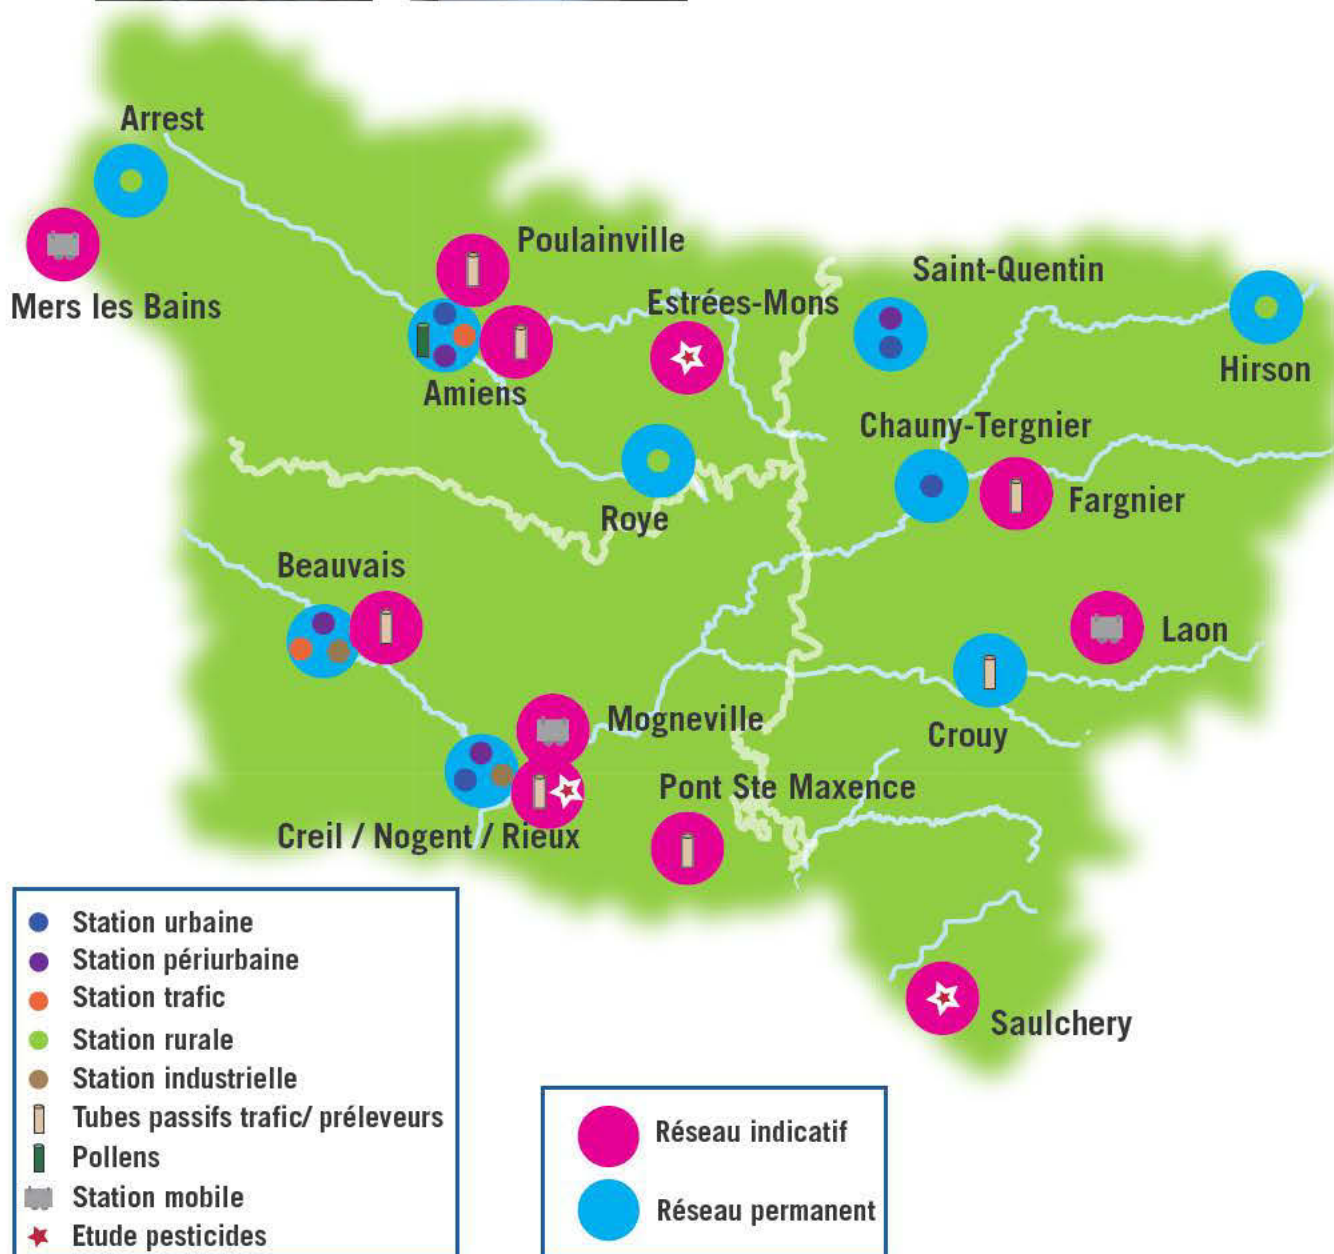 Arrest
Mers les Bains
Poulainville
Saint-Quentin
Estrées-Mons
Hirson
Amiens
Chauny-Tergnier
Fargnier
Roye
Beauvais
Laon
Mogneville
Crouy
Pont Ste Maxence
Creil / Nogent / Rieux
Saulchery
Station urbaine
Station périurbaine
Station trafic
Station rurale
Station industrielle
Tubes passifs trafic/ préleveurs
Pollens
Station mobile
Etude pesticides
Réseau indicatif
Réseau permanent